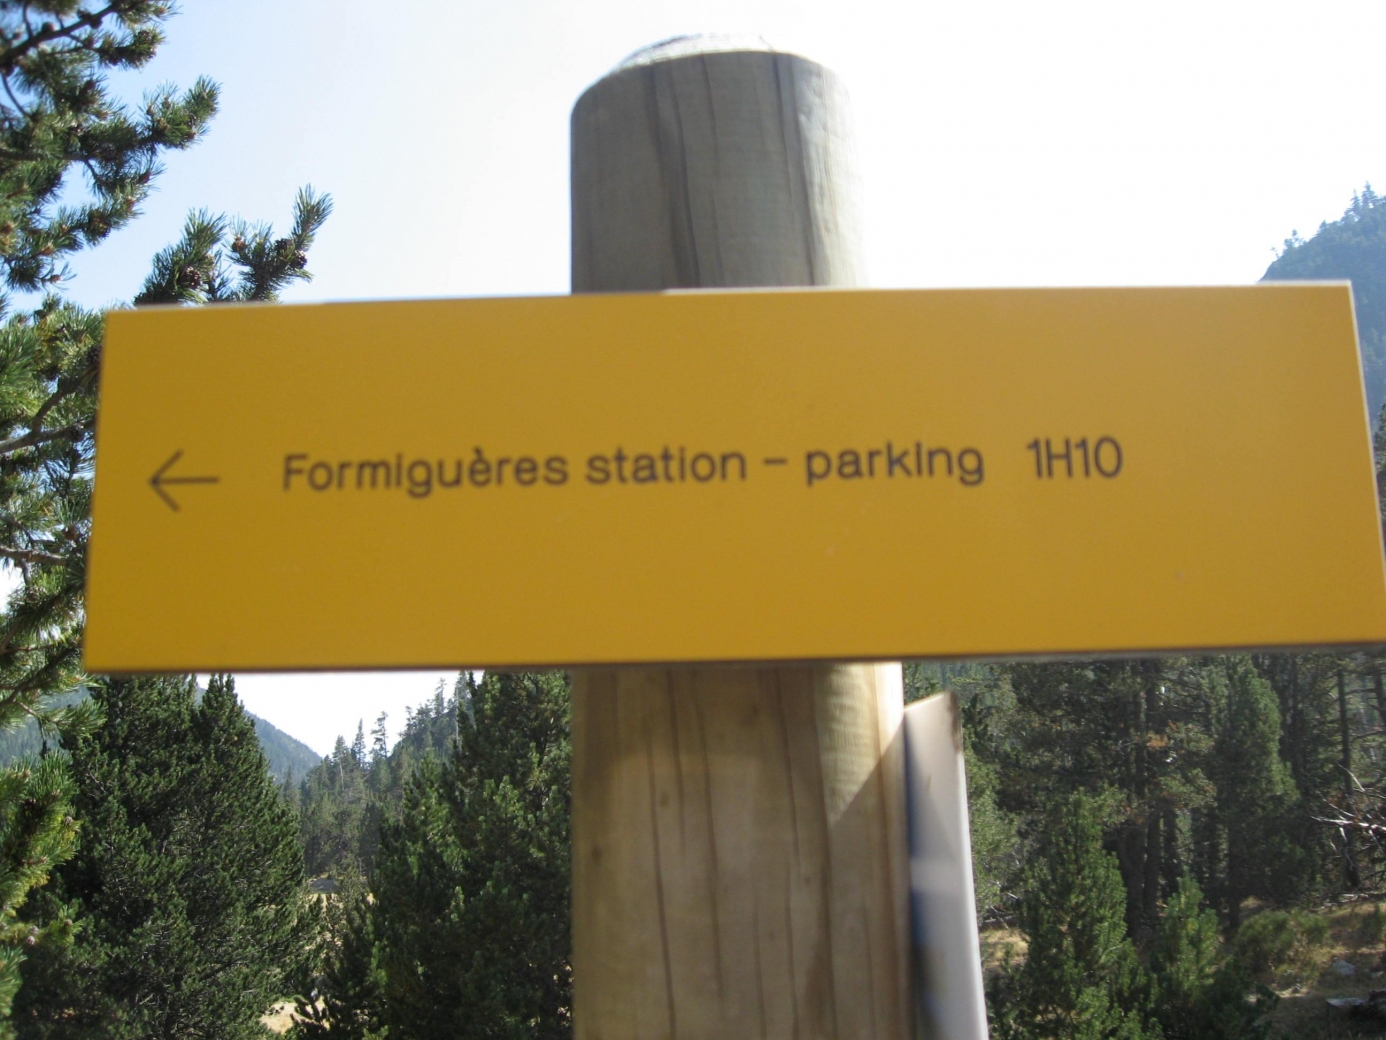 ← Formiguères station - parking 1H10